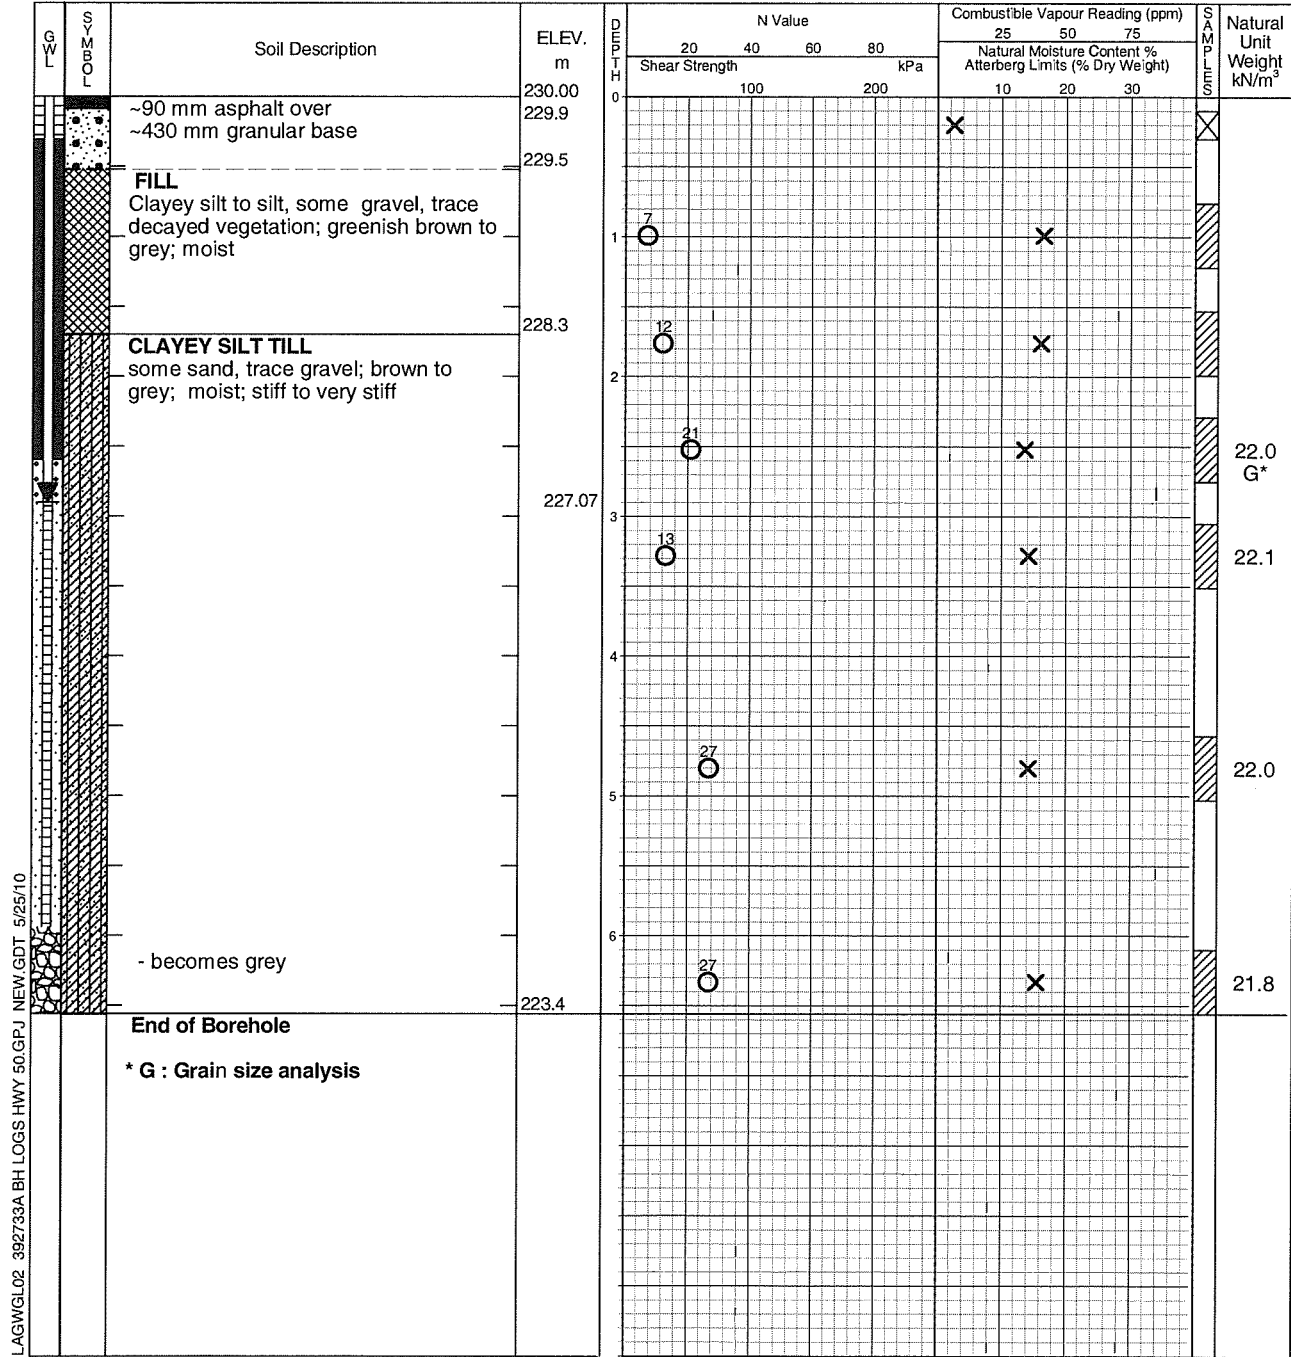 GWL
SYMBOL
Soil Description
ELEV.
m
DEPTH
N Value
20 40 60 80
Shear Strength kPa
100 200
Combustible Vapour Reading (ppm)
25 50 75
Natural Moisture Content %
Atterberg Limits (% Dry Weight)
10 20 30
SAMPLES
Natural
Unit
Weight
kN/m³
230.00
0
~90 mm asphalt over
229.9
~430 mm granular base
229.5
FILL
Clayey silt to silt, some gravel, trace
decayed vegetation; greenish brown to
grey; moist
7
1
228.3
12
CLAYEY SILT TILL
some sand, trace gravel; brown to
grey; moist; stiff to very stiff
2
21
22.0
G*
227.07
3
13
22.1
4
27
22.0
5
6
- becomes grey
27
21.8
223.4
End of Borehole
* G : Grain size analysis
LAGWGL02 392733A BH LOGS HWY 50.GPJ NEW.GDT 5/25/10